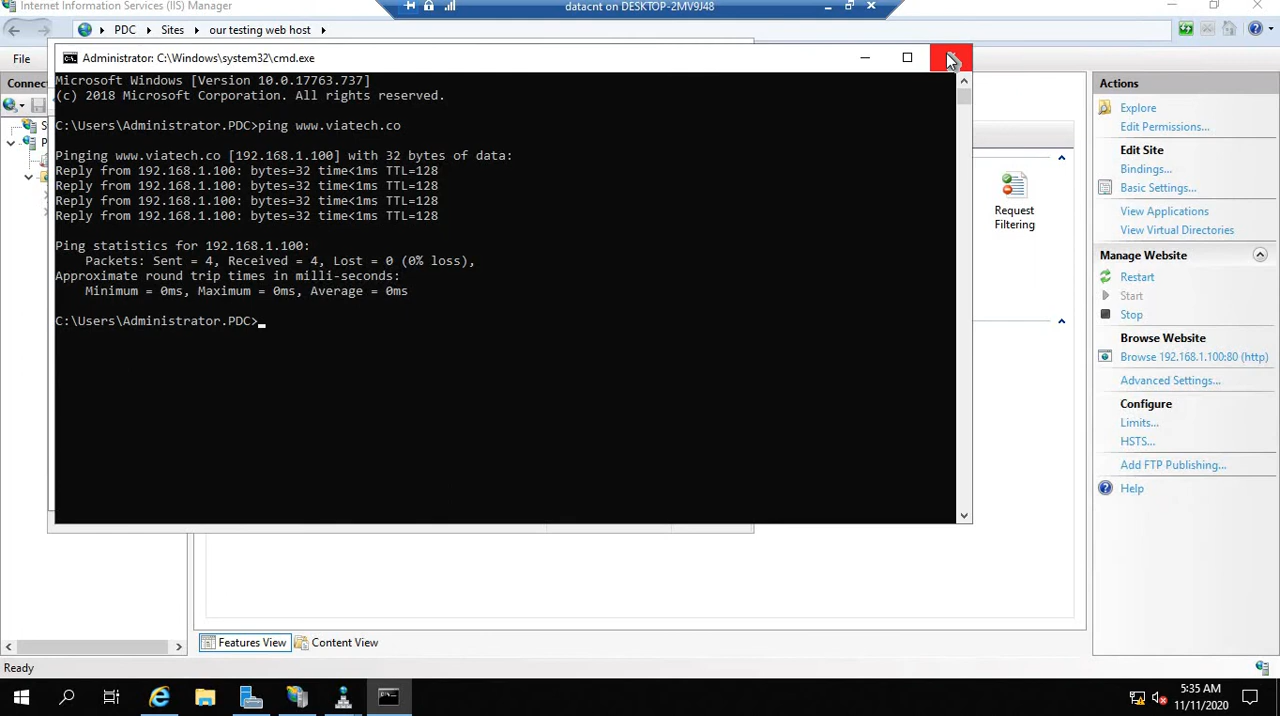 Internet Information Services (IIS) Manager
datacnt on DESKTOP-2MV9J48
PDC
Sites
our testing web host
File
Administrator: C:\Windows\system32\cmd.exe
Microsoft Windows [Version 10.0.17763.737]
(c) 2018 Microsoft Corporation. All rights reserved.
C:\Users\Administrator.PDC>ping www.viatech.co
Pinging www.viatech.co [192.168.1.100] with 32 bytes of data:
Reply from 192.168.1.100: bytes=32 time<1ms TTL=128
Reply from 192.168.1.100: bytes=32 time<1ms TTL=128
Reply from 192.168.1.100: bytes=32 time<1ms TTL=128
Reply from 192.168.1.100: bytes=32 time<1ms TTL=128
Ping statistics for 192.168.1.100:
Packets: Sent = 4, Received = 4, Lost = 0 (0% loss),
Approximate round trip times in milli-seconds:
Minimum = 0ms, Maximum = 0ms, Average = 0ms
C:\Users\Administrator.PDC>
Connec
Request
Filtering
Actions
Explore
Edit Permissions...
Edit Site
Bindings...
Basic Settings...
View Applications
View Virtual Directories
Manage Website
Restart
Start
Stop
Browse Website
Browse 192.168.1.100:80 (http)
Advanced Settings...
Configure
Limits...
HSTS...
Add FTP Publishing...
Help
Features View
Content View
Ready
5:35 AM
11/11/2020